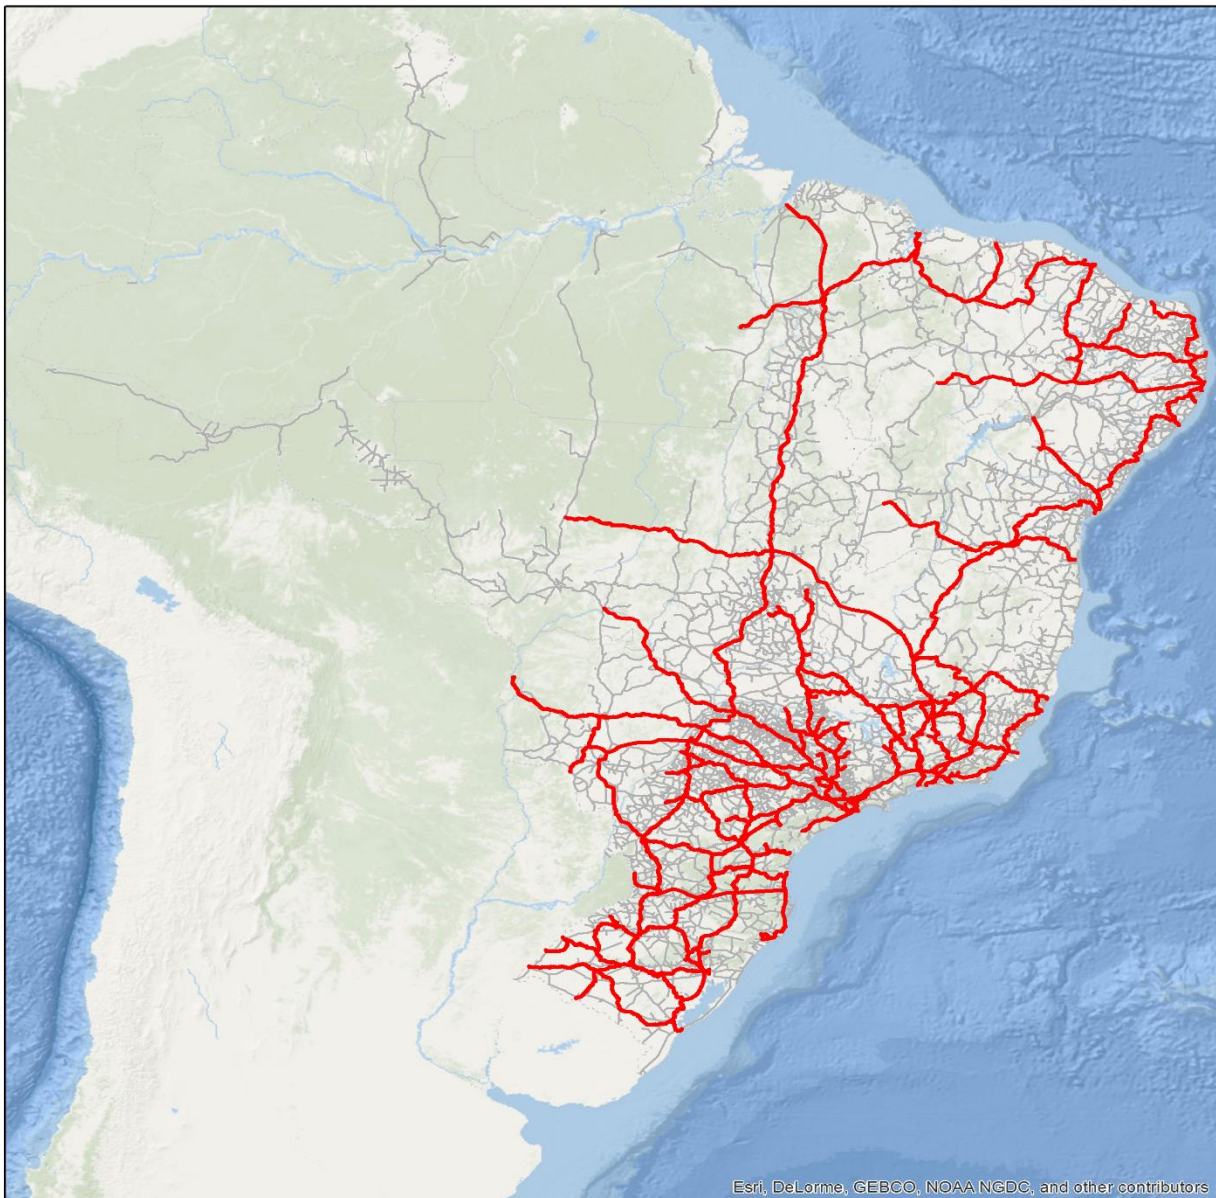 Esri, DeLorme, GEBCO, NOAA NGDC, and other contributors